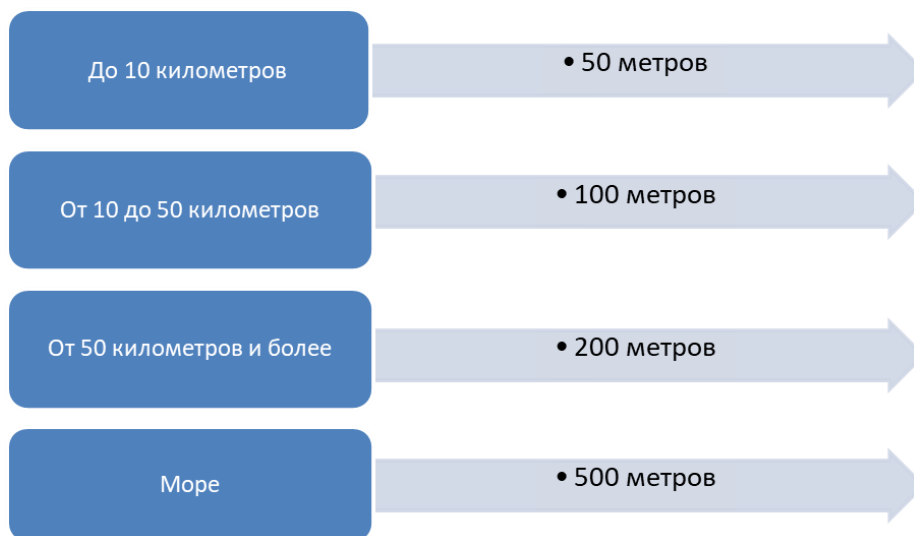 До 10 километров
• 50 метров
От 10 до 50 километров
• 100 метров
От 50 километров и более
• 200 метров
Море
• 500 метров